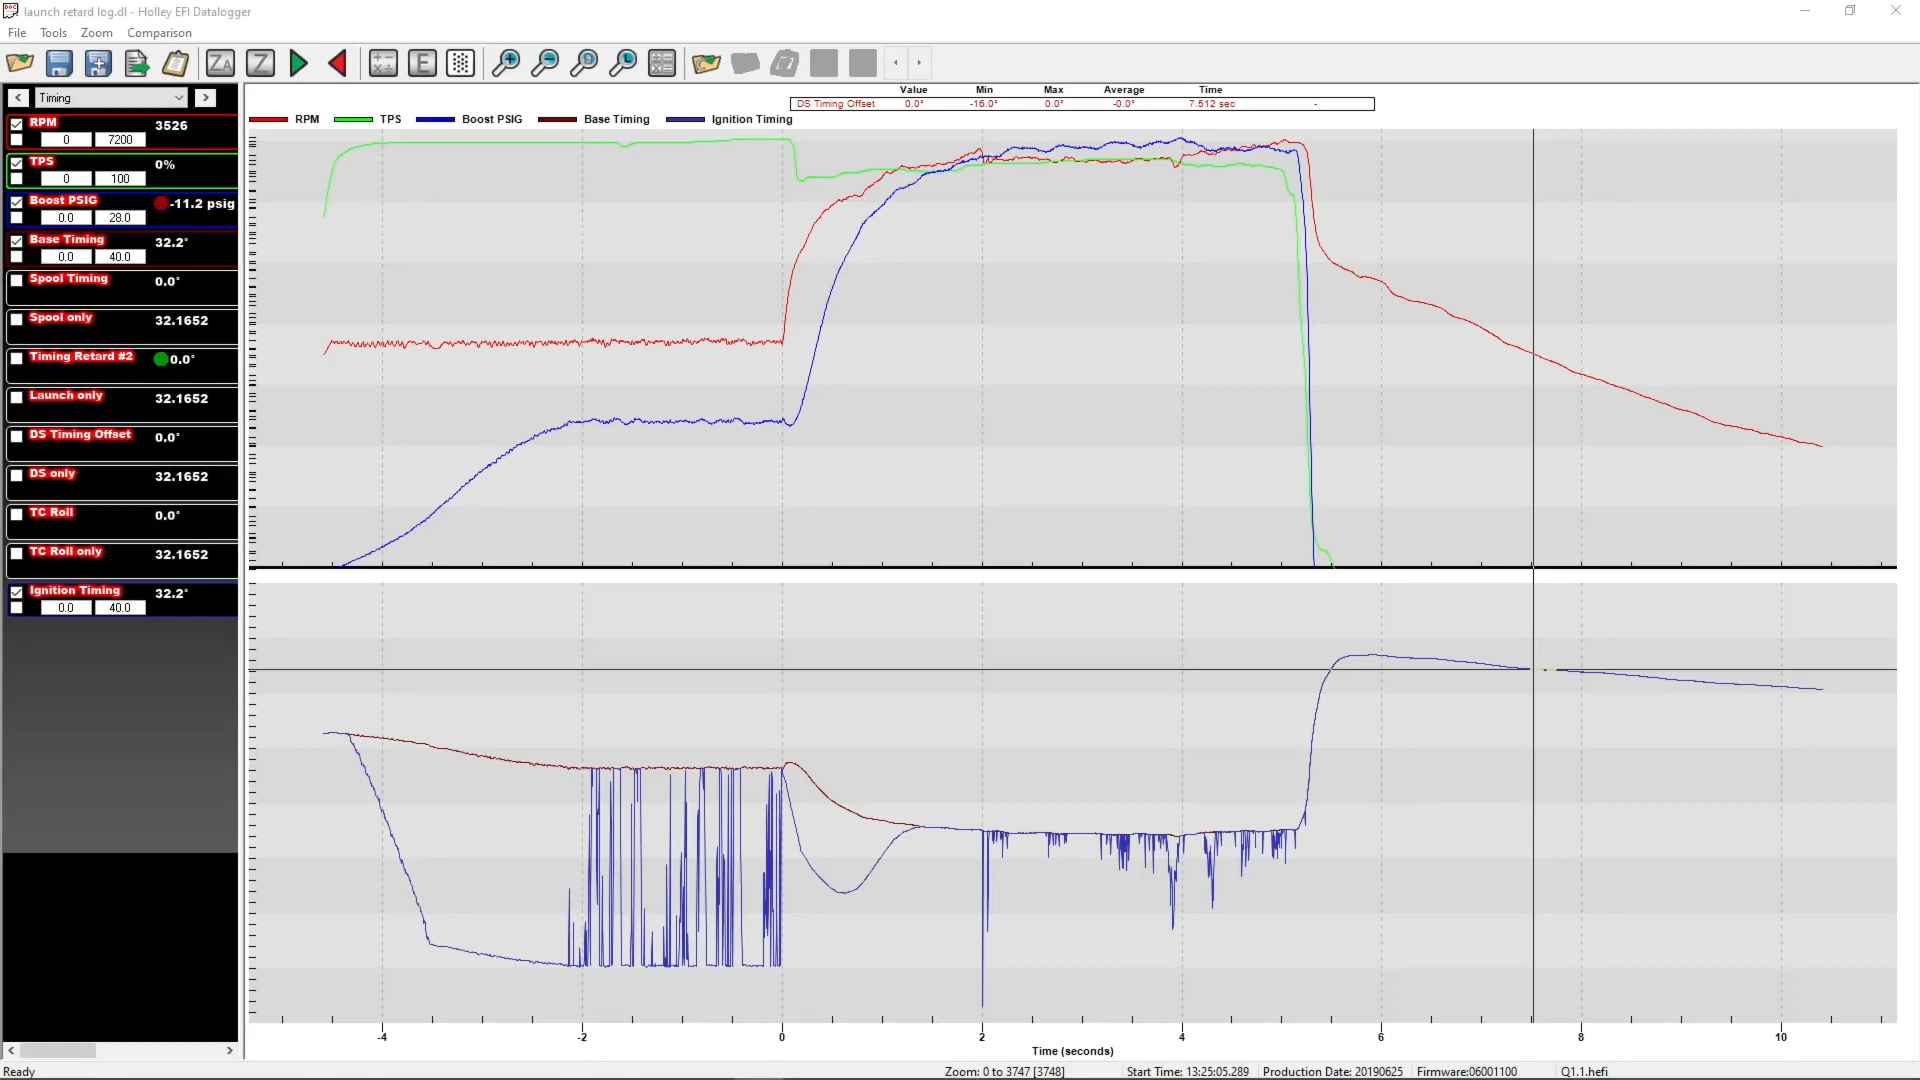 launch retard log.dl - Holley EFI Datalogger
File Tools Zoom Comparison
ZA Z E
Timing
Value Min Max Average Time
DS Timing Offset 0.0° -16.0° 0.0° -0.0° 7.512 sec -
RPM TPS Boost PSIG Base Timing Ignition Timing
RPM 3526
0 7200
TPS 0%
0 100
Boost PSIG -11.2 psig
0.0 28.0
Base Timing 32.2°
0.0 40.0
Spool Timing 0.0°
Spool only 32.1652
Timing Retard #2 0.0°
Launch only 32.1652
DS Timing Offset 0.0°
DS only 32.1652
TC Roll 0.0°
TC Roll only 32.1652
Ignition Timing 32.2°
0.0 40.0
-4 -2 0 2 4 6 8 10
Time (seconds)
Ready Zoom: 0 to 3747 [3748] Start Time: 13:25:05.289 Production Date: 20190625 Firmware:06001100 Q1.1.hefi